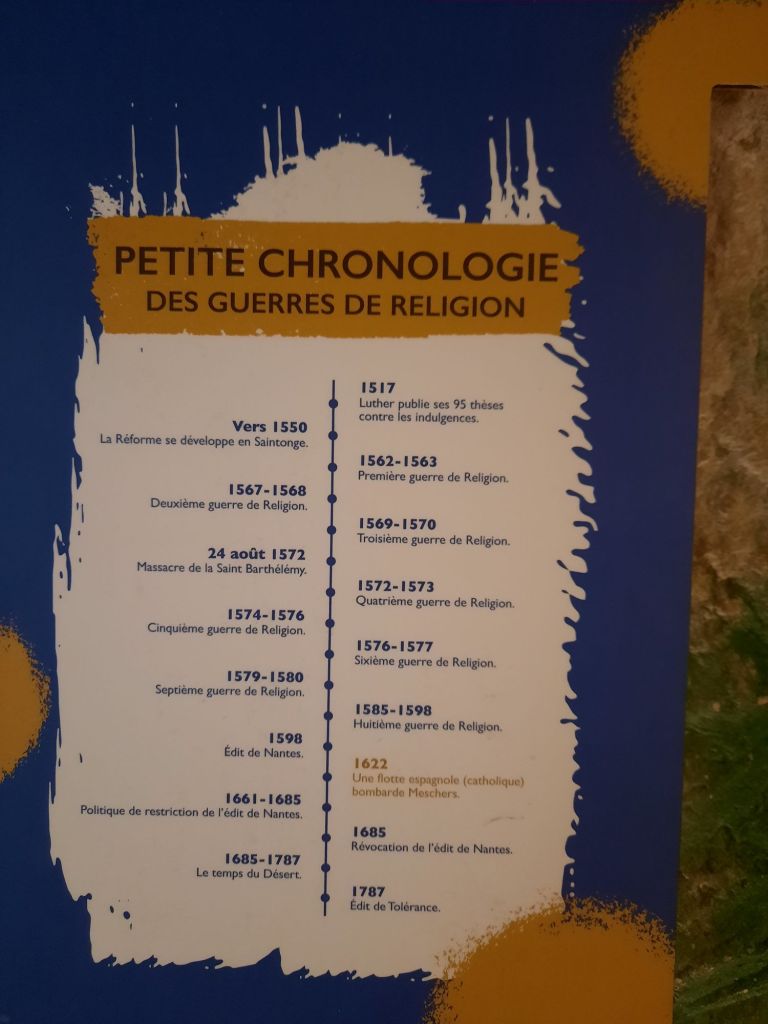 PETITE CHRONOLOGIE
DES GUERRES DE RELIGION
1517
Luther publie ses 95 thèses
contre les indulgences.
Vers 1550
La Réforme se développe en Saintonge.
1562-1563
Première guerre de Religion.
1567-1568
Deuxième guerre de Religion.
1569-1570
Troisième guerre de Religion.
24 août 1572
Massacre de la Saint Barthélémy.
1572-1573
Quatrième guerre de Religion.
1574-1576
Cinquième guerre de Religion.
1576-1577
Sixième guerre de Religion.
1579-1580
Septième guerre de Religion.
1585-1598
Huitième guerre de Religion.
1598
Édit de Nantes.
1622
Une flotte espagnole (catholique)
bombarde Meschers.
1661-1685
Politique de restriction de l'édit de Nantes.
1685
Révocation de l'édit de Nantes.
1685-1787
Le temps du Désert.
1787
Édit de Tolérance.